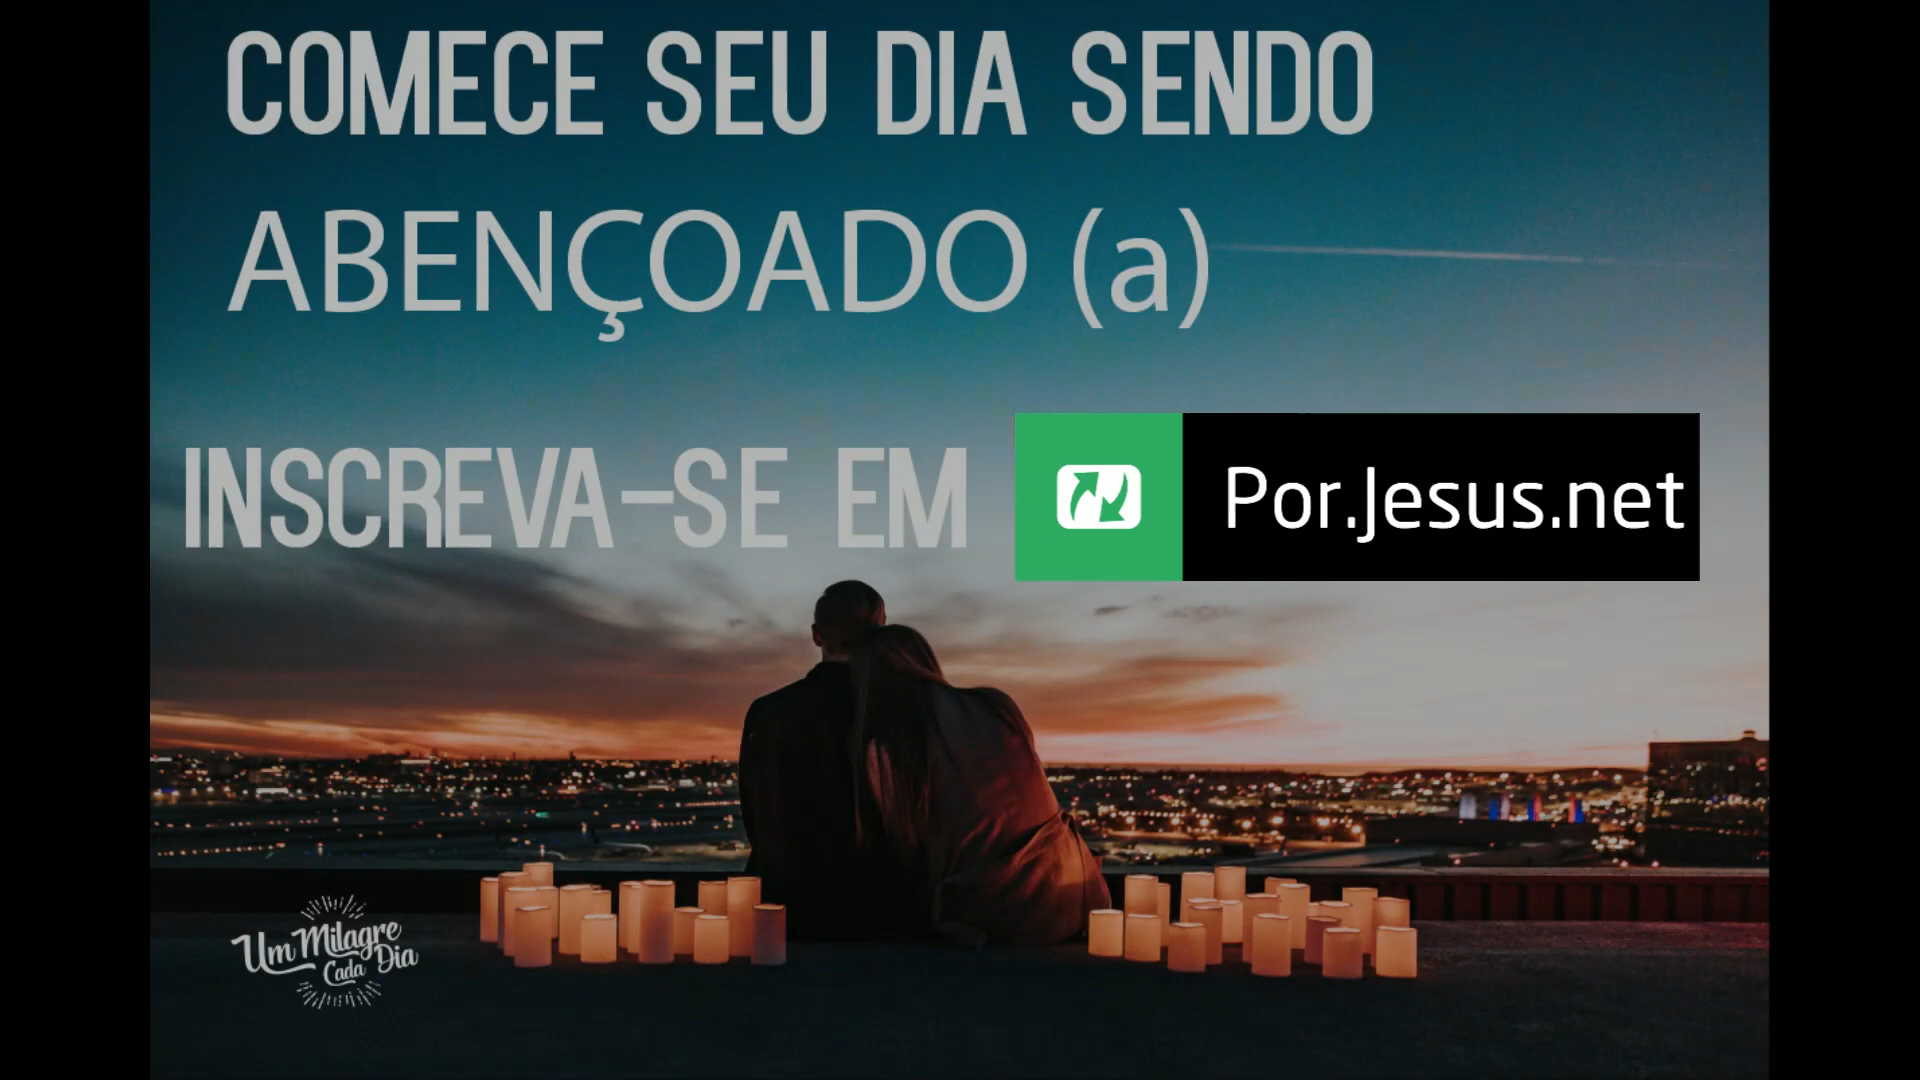 COMECE SEU DIA SENDO
ABENÇOADO (a)
INSCREVA-SE EM Por.Jesus.net
Um Milagre
Cada Dia